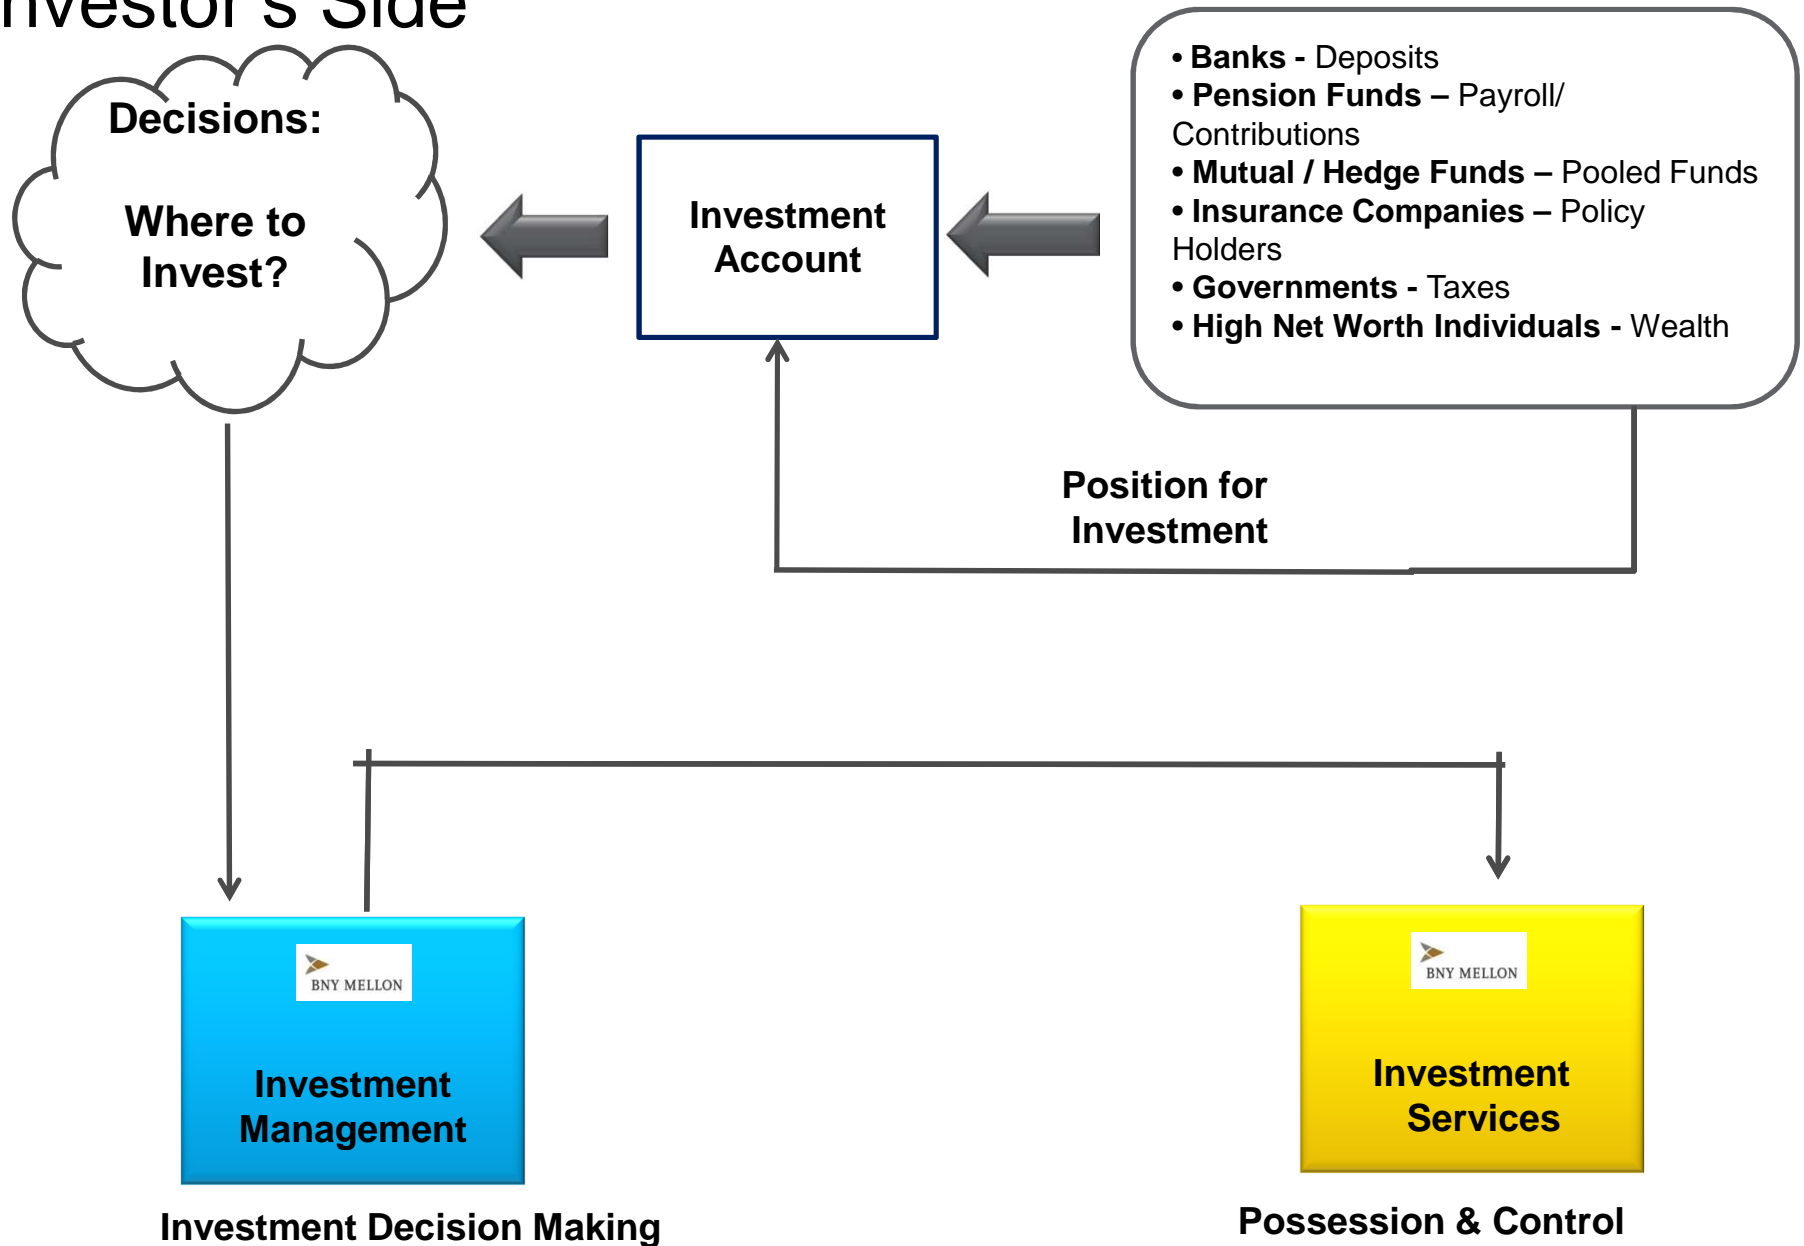 nvestor's Side
Decisions:
Where to
Invest?
Investment
Account
• Banks - Deposits
• Pension Funds – Payroll/
Contributions
• Mutual / Hedge Funds – Pooled Funds
• Insurance Companies – Policy
Holders
• Governments - Taxes
• High Net Worth Individuals - Wealth
Position for
Investment
BNY MELLON
Investment
Management
Investment Decision Making
BNY MELLON
Investment
Services
Possession & Control